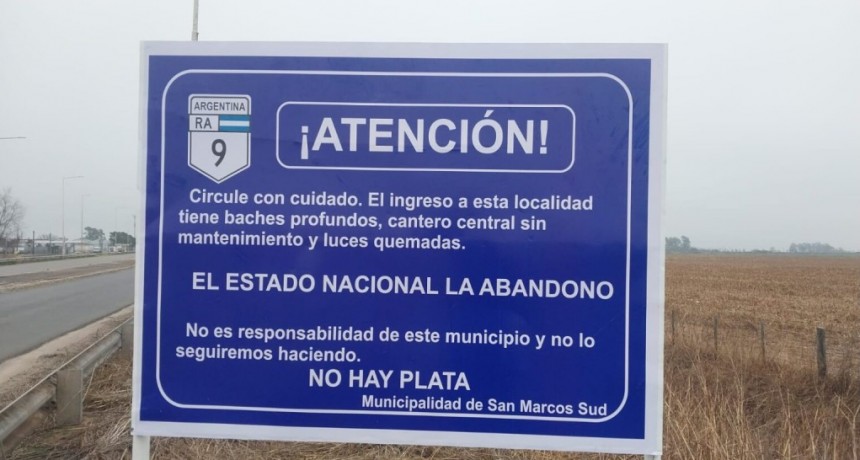 ARGENTINA
RA
9
¡ATENCIÓN!
Circule con cuidado. El ingreso a esta localidad
tiene baches profundos, cantero central sin
mantenimiento y luces quemadas.
EL ESTADO NACIONAL LA ABANDONO
No es responsabilidad de este municipio y no lo
seguiremos haciendo.
NO HAY PLATA
Municipalidad de San Marcos Sud